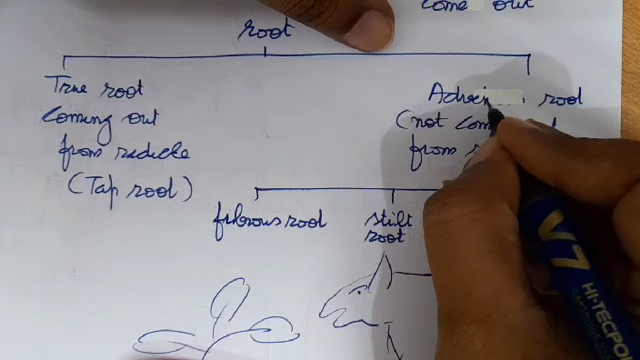 come out
root
True root
coming out
from radicle
(Tap root)
root
(not
from
fibrous root
stilt
root
V7
HI-TECPO